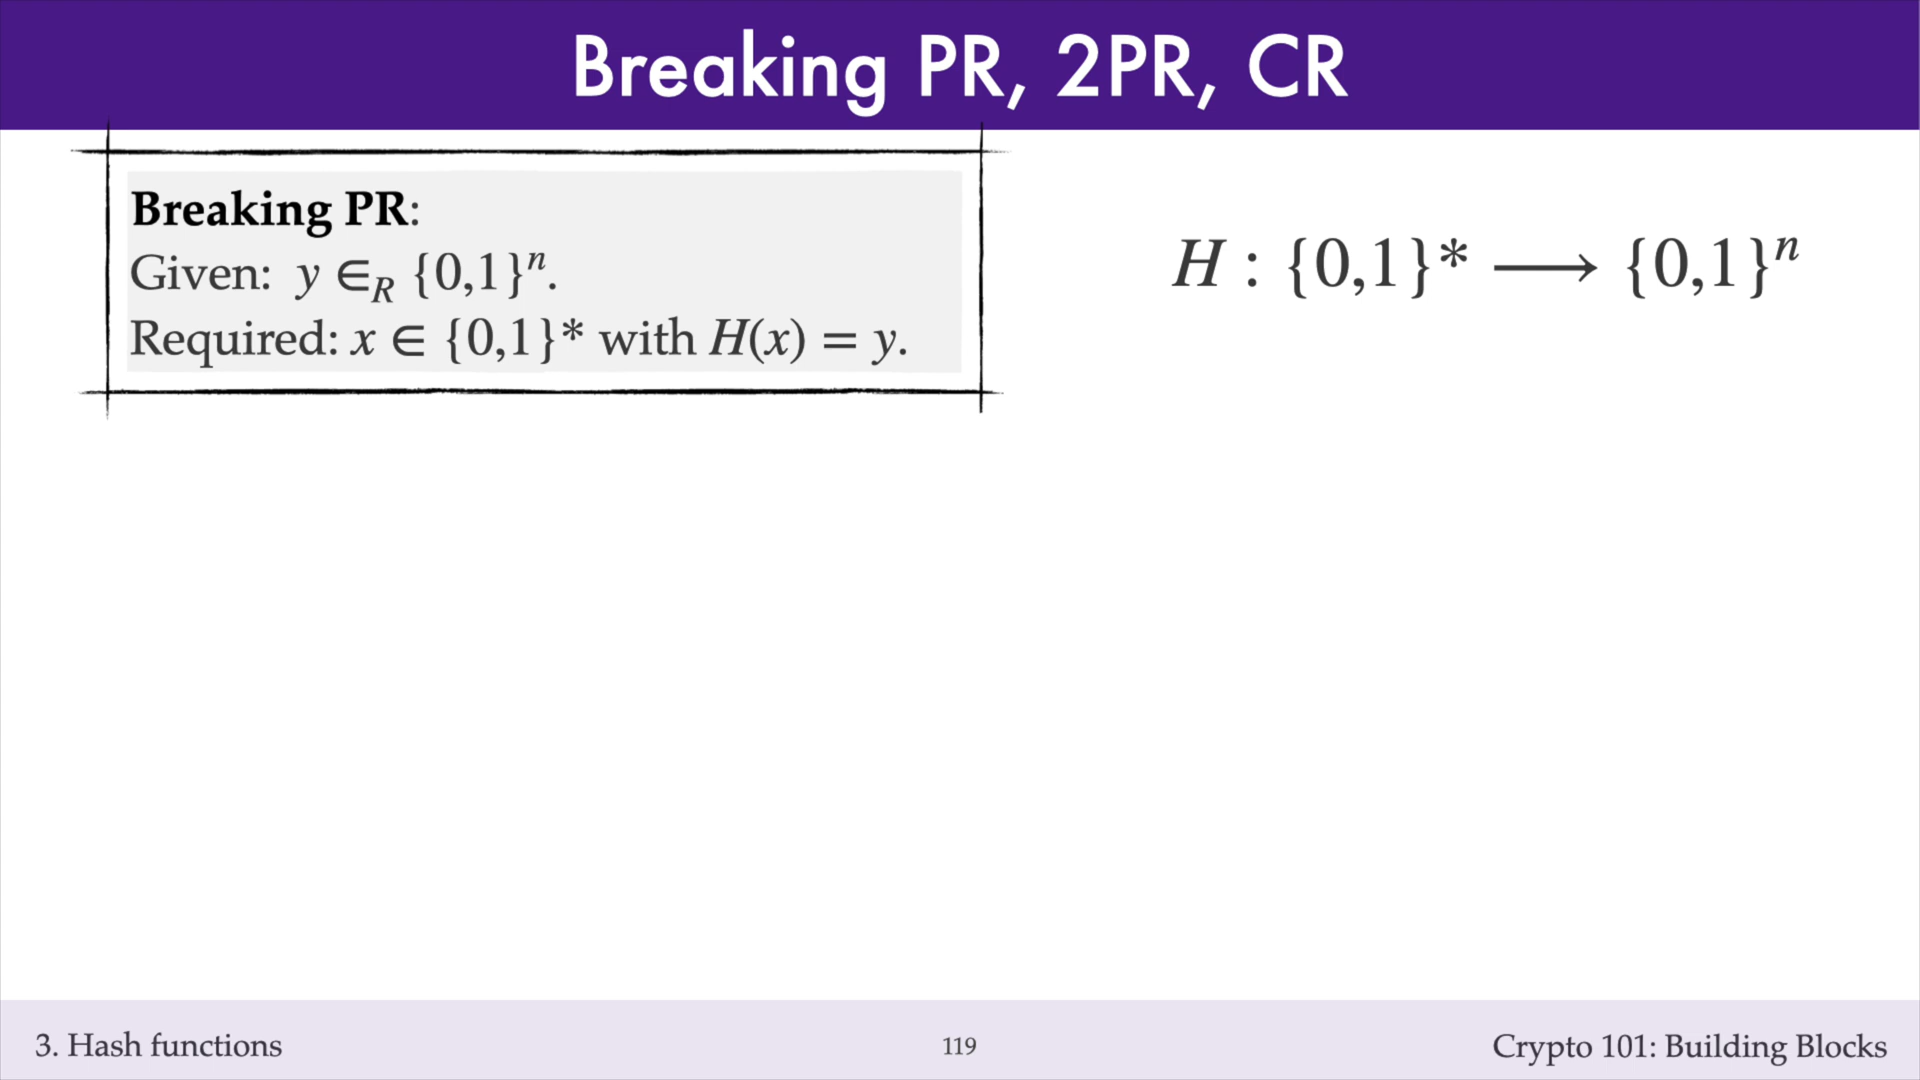 Breaking PR, 2PR, CR
Breaking PR:
Given: y ∈_R {0,1}^n.
Required: x ∈ {0,1}* with H(x) = y.
H : {0,1}* ⟶ {0,1}^n
3. Hash functions
119
Crypto 101: Building Blocks